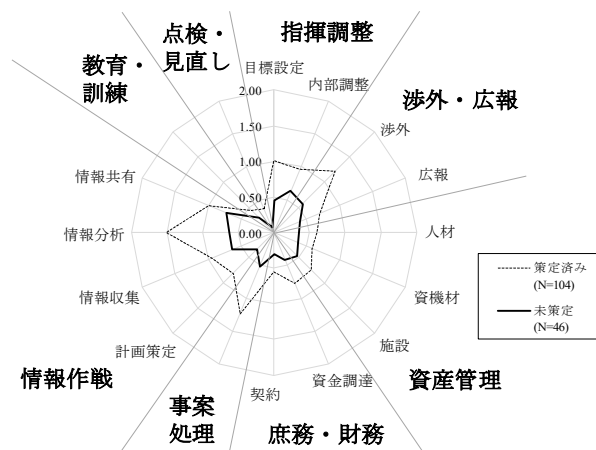 点検・
見直し
指揮調整
教育・
訓練
目標設定
内部調整
渉外・広報
2.00
1.50
1.00
0.50
0.00
渉外
広報
人材
資機材
施設
資金調達
契約
計画策定
情報収集
情報分析
情報共有
策定済み
(N=104)
未策定
(N=46)
情報作戦
事案
処理
庶務・財務
資産管理